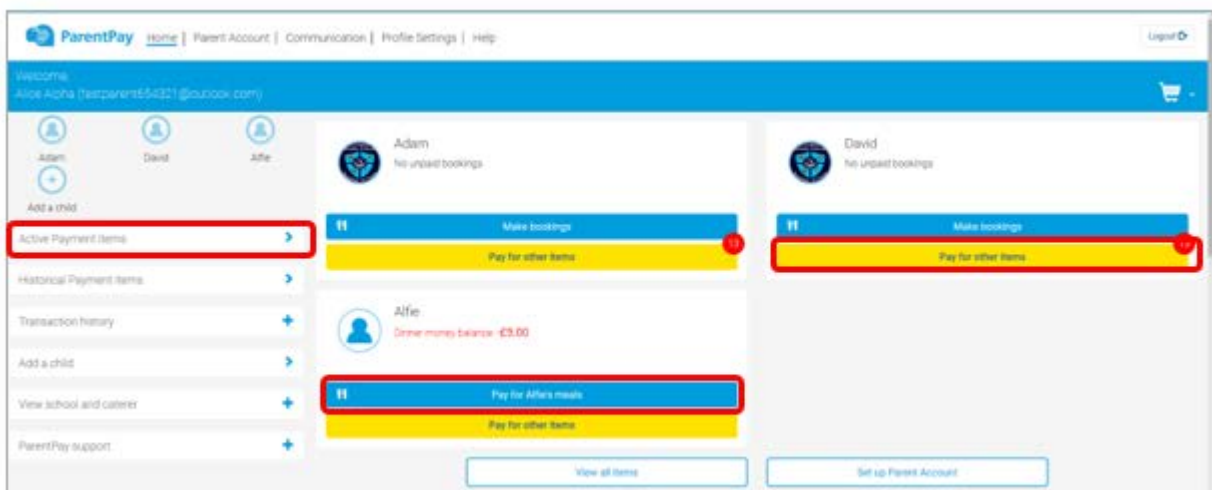 ParentPay Home | Parent Account | Communication | Profile Settings | Help
Logout
Welcome
Alice Alpha (testparent654321@outlook.com)
Adam David Alfie
Add a child
Active Payment Items
Historical Payment Items
Transaction history
Add a child
View school and caterer
ParentPay support
Adam
No unpaid bookings
Make bookings
13
Pay for other items
David
No unpaid bookings
Make bookings
Pay for other items
Alfie
Dinner money balance £9.00
Pay for Alfie's meals
Pay for other items
View all items
Set up Parent Account